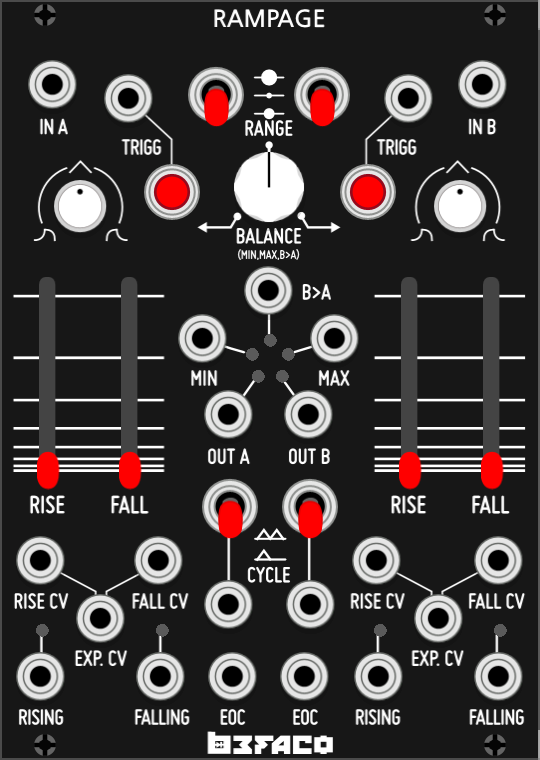 RAMPAGE
IN A
TRIGG
RANGE
TRIGG
IN B
BALANCE
(MIN,MAX,B>A)
B>A
MIN
MAX
OUT A
OUT B
RISE
FALL
RISE
FALL
CYCLE
RISE CV
FALL CV
RISE CV
FALL CV
EXP. CV
EXP. CV
RISING
FALLING
EOC
EOC
RISING
FALLING
BEFACO